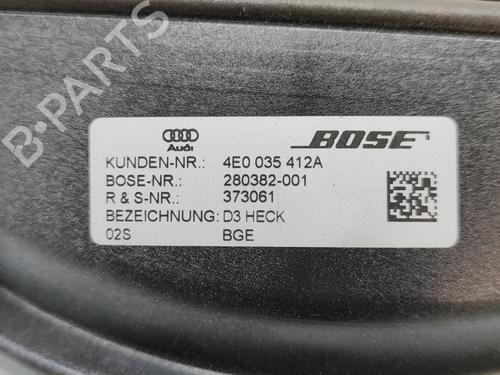 B-PARTS
Audi
BOSE
KUNDEN-NR.: 4E0 035 412A
BOSE-NR.: 280382-001
R & S-NR.: 373061
BEZEICHNUNG: D3 HECK
02S BGE